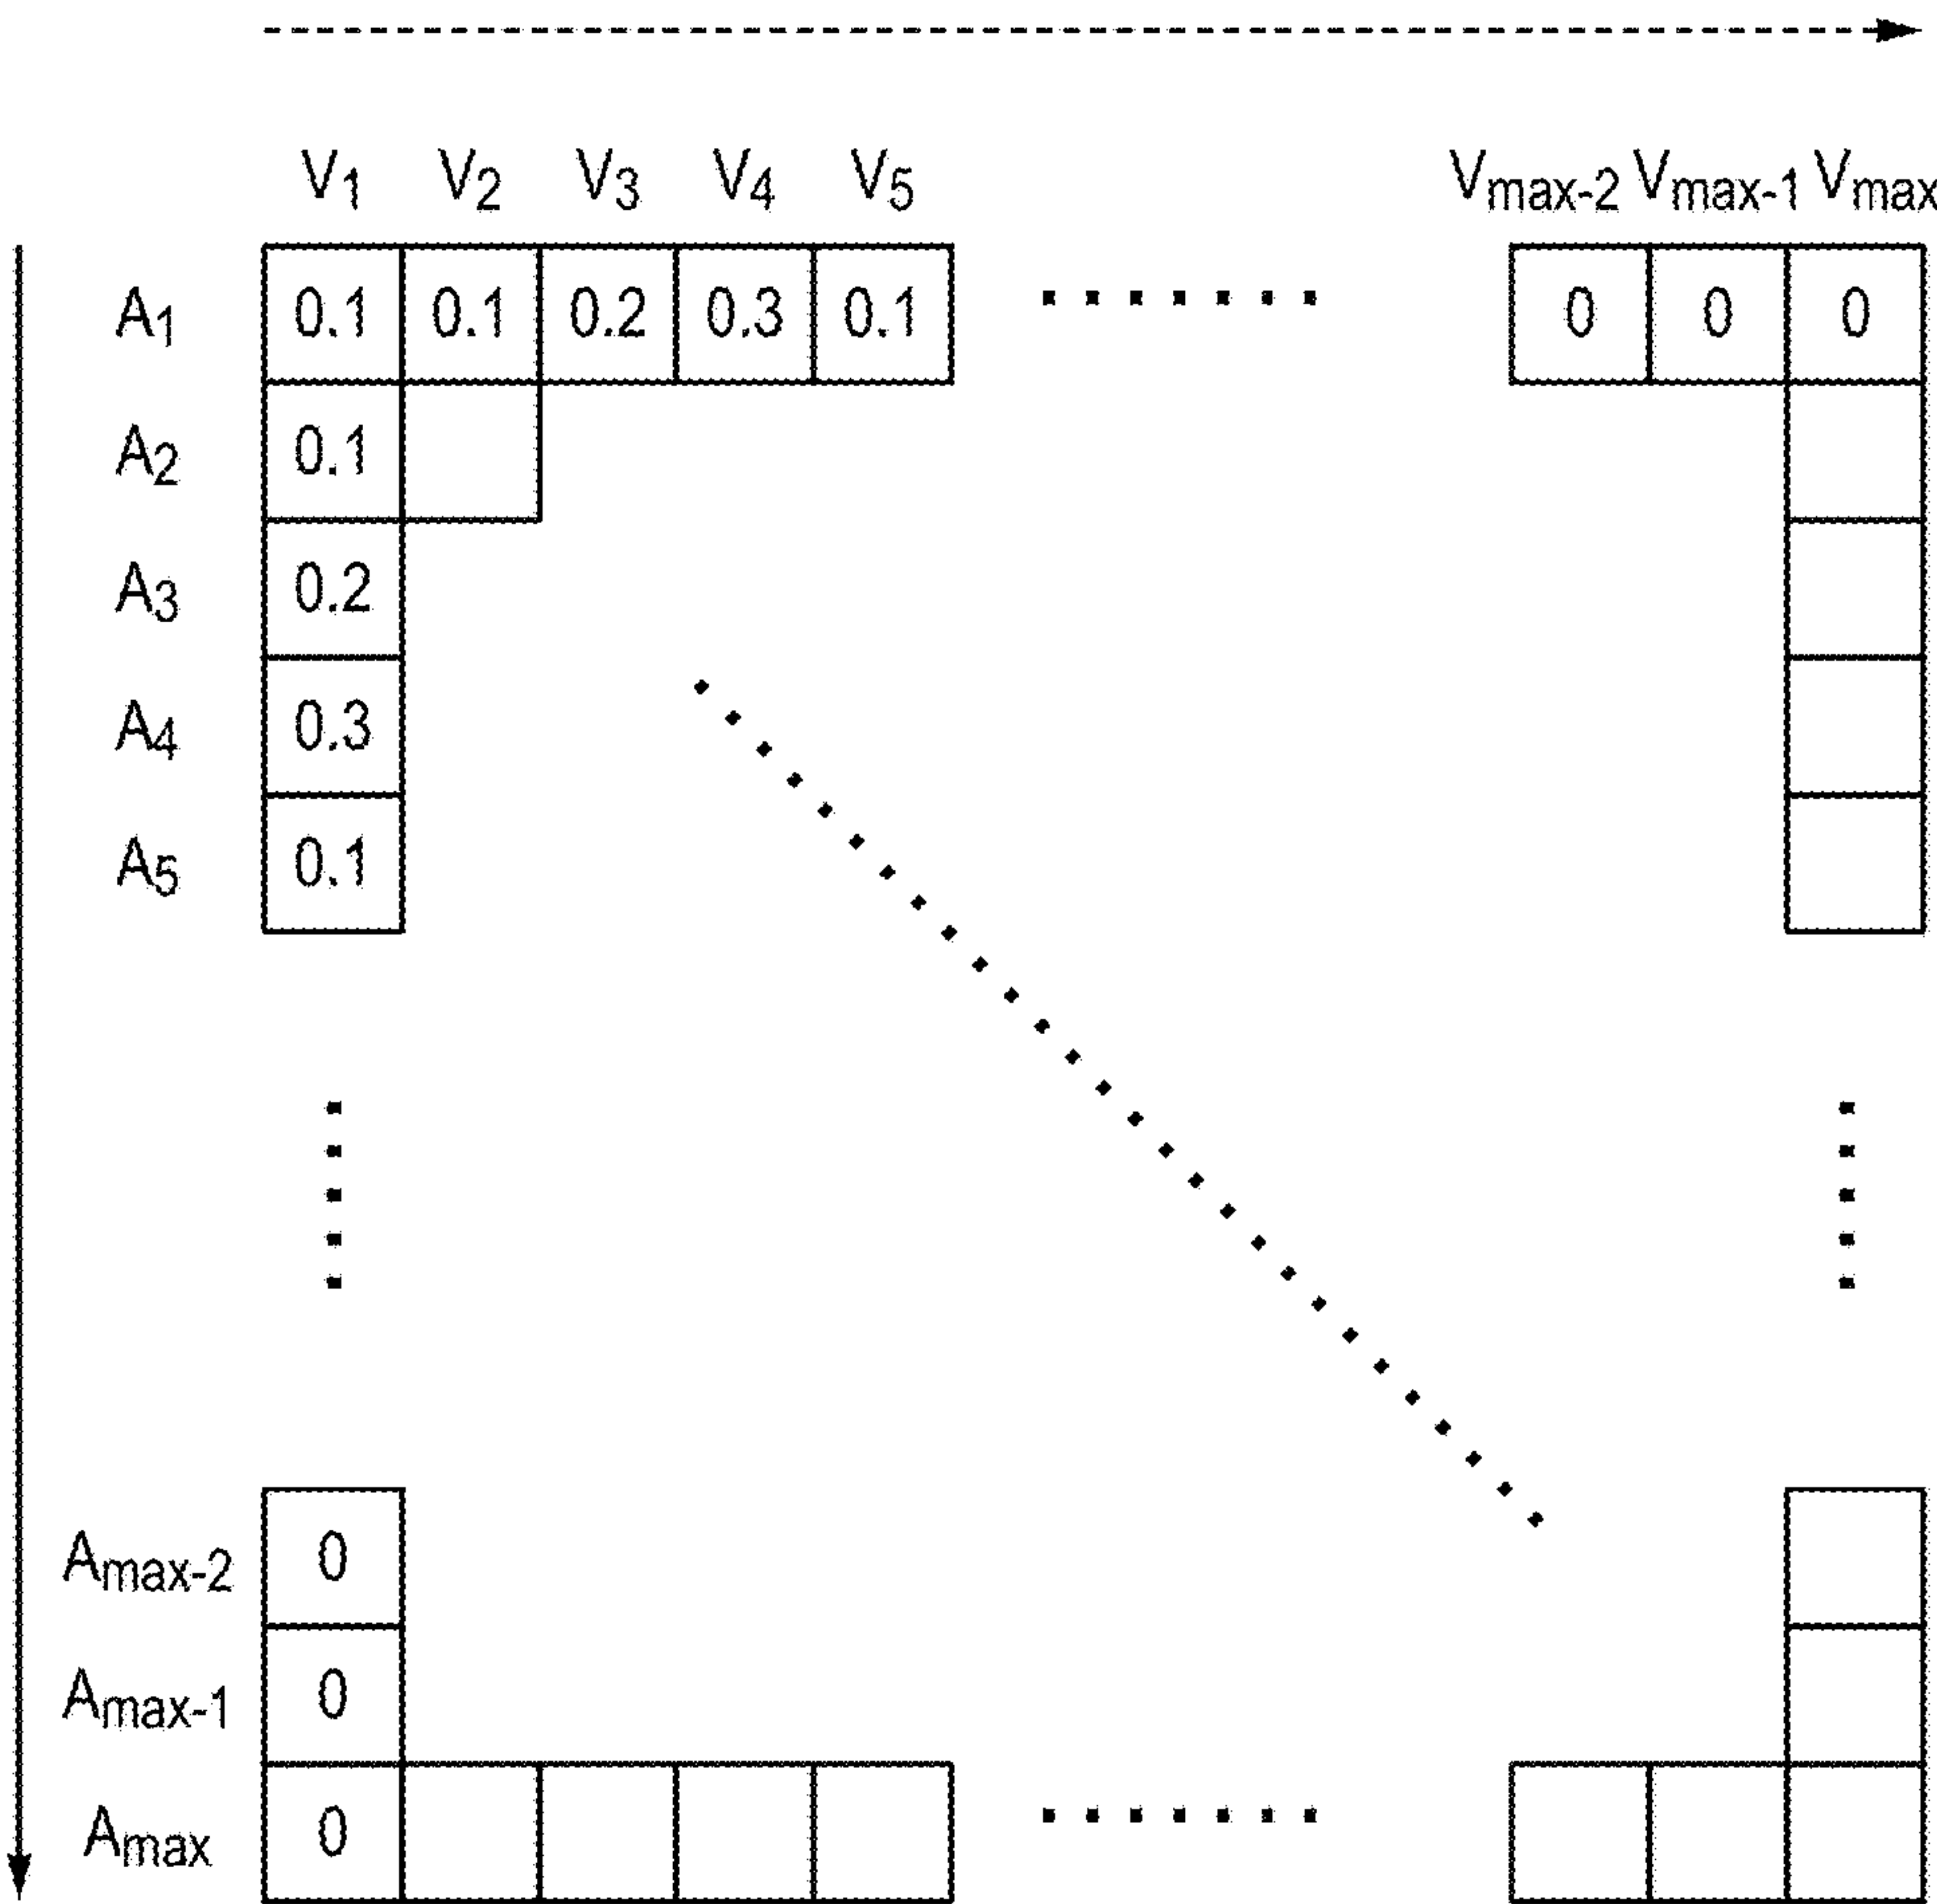 V1 V2 V3 V4 V5 Vmax-2 Vmax-1 Vmax
A1 0.1 0.1 0.2 0.3 0.1 0 0 0
A2 0.1
A3 0.2
A4 0.3
A5 0.1
Amax-2 0
Amax-1 0
Amax 0